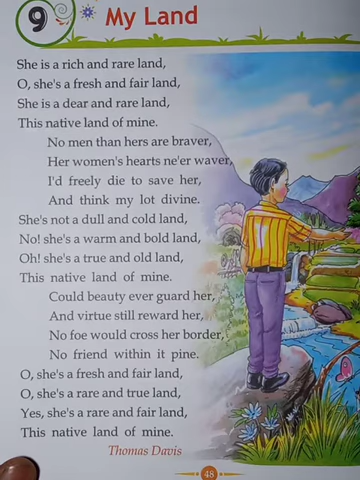 9
My Land
She is a rich and rare land,
O, she's a fresh and fair land,
She is a dear and rare land,
This native land of mine.
No men than hers are braver,
Her women's hearts ne'er waver,
I'd freely die to save her,
And think my lot divine.
She's not a dull and cold land,
No! she's a warm and bold land,
Oh! she's a true and old land,
This native land of mine.
Could beauty ever guard her,
And virtue still reward her,
No foe would cross her border,
No friend within it pine.
O, she's a fresh and fair land,
O, she's a rare and true land,
Yes, she's a rare and fair land,
This native land of mine.
Thomas Davis
48